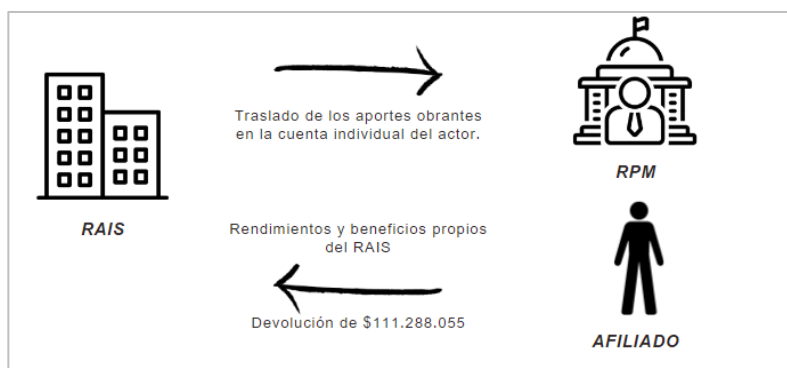 Traslado de los aportes obrantes
en la cuenta individual del actor.
RPM
RAIS
Rendimientos y beneficios propios
del RAIS
Devolución de $111.288.055
AFILIADO